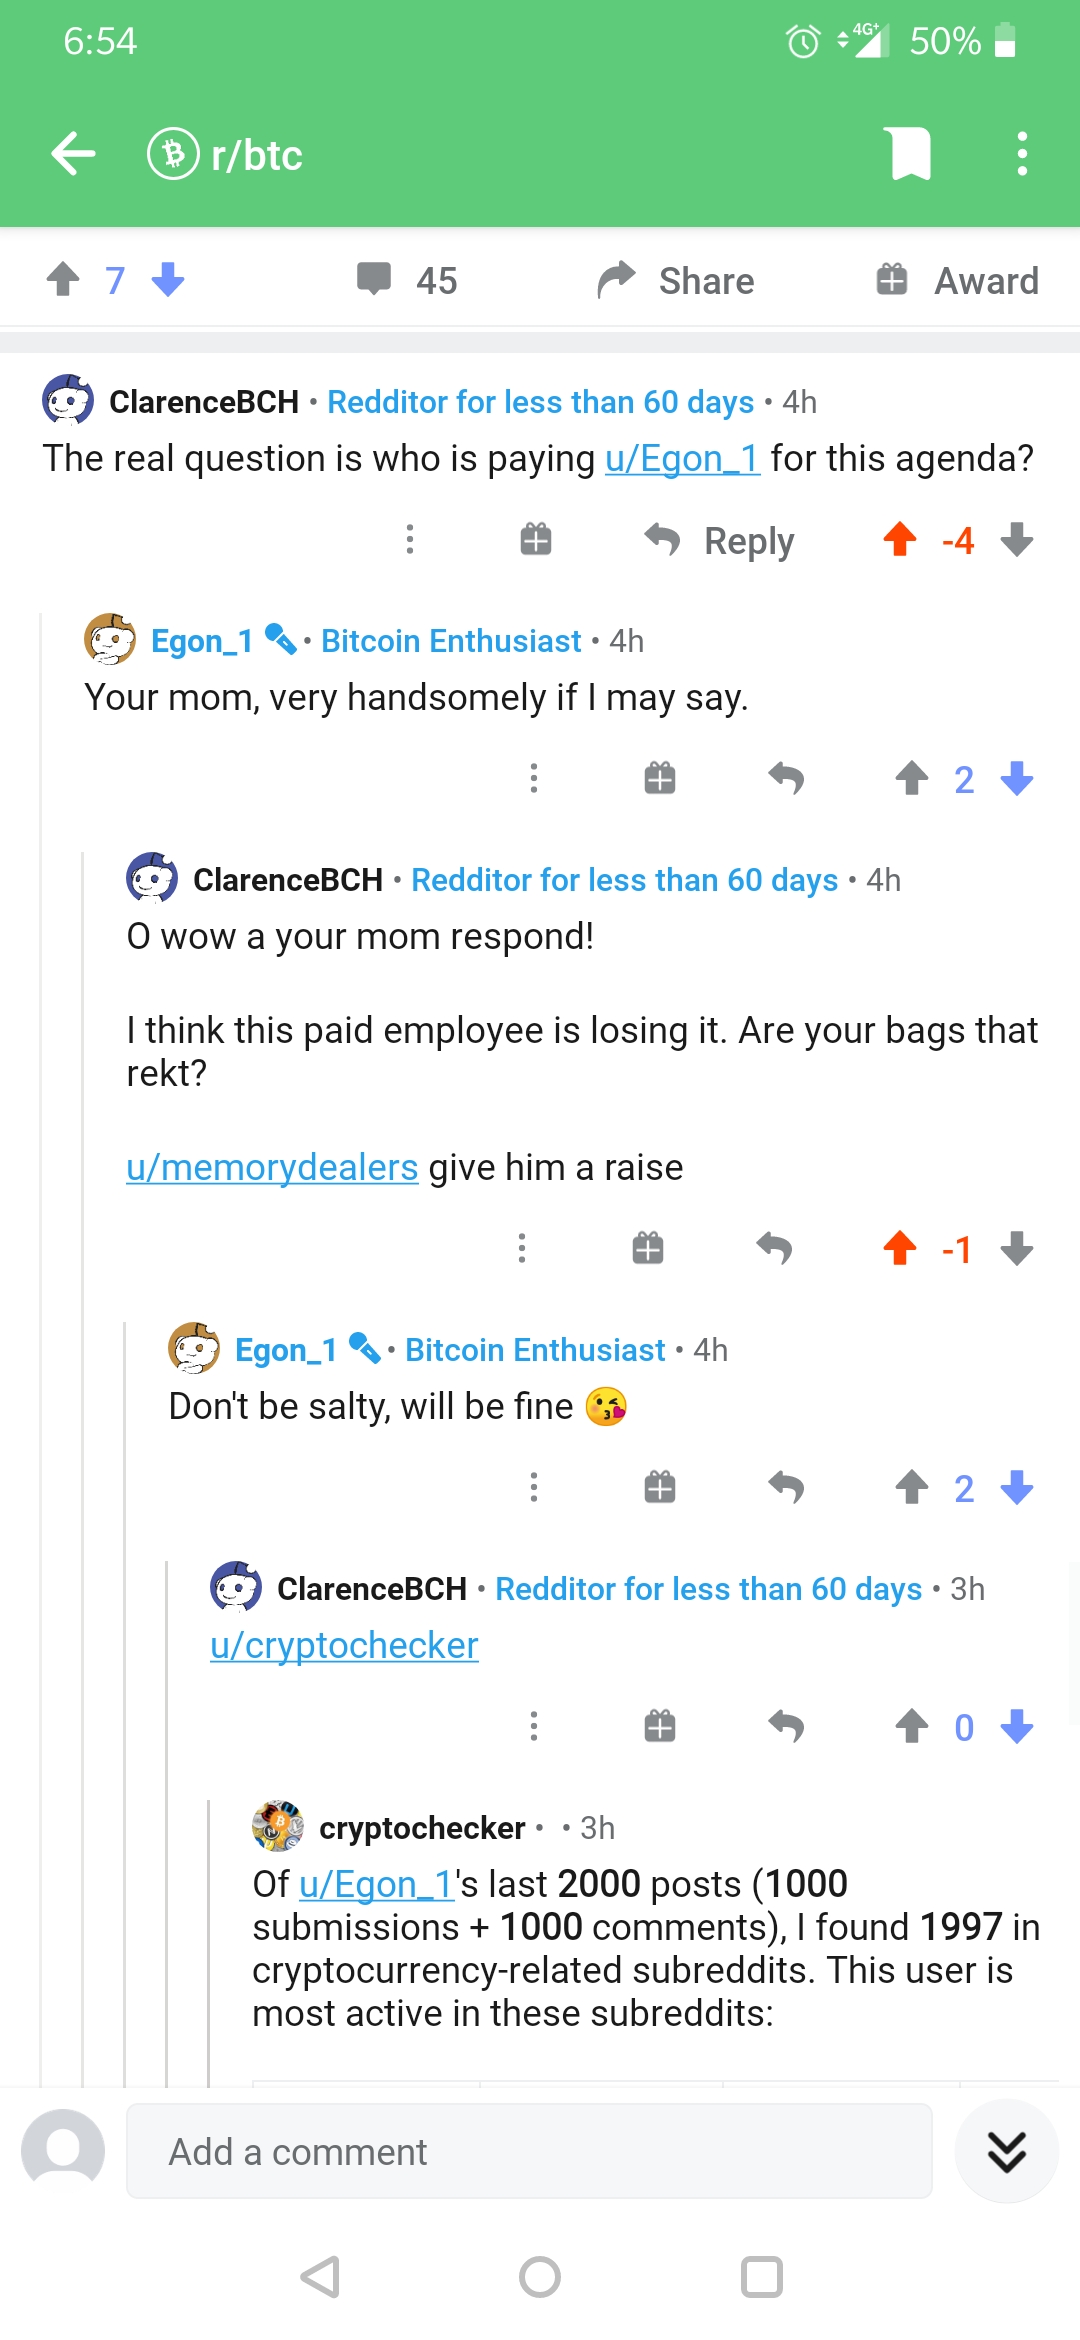 6:54
4G+
50%
r/btc
7
45
Share
Award
ClarenceBCH • Redditor for less than 60 days • 4h
The real question is who is paying u/Egon_1 for this agenda?
Reply
-4
Egon_1 • Bitcoin Enthusiast • 4h
Your mom, very handsomely if I may say.
2
ClarenceBCH • Redditor for less than 60 days • 4h
O wow a your mom respond!
I think this paid employee is losing it. Are your bags that
rekt?
u/memorydealers give him a raise
-1
Egon_1 • Bitcoin Enthusiast • 4h
Don't be salty, will be fine 😘
2
ClarenceBCH • Redditor for less than 60 days • 3h
u/cryptochecker
0
cryptochecker • • 3h
Of u/Egon_1's last 2000 posts (1000
submissions + 1000 comments), I found 1997 in
cryptocurrency-related subreddits. This user is
most active in these subreddits:
Add a comment